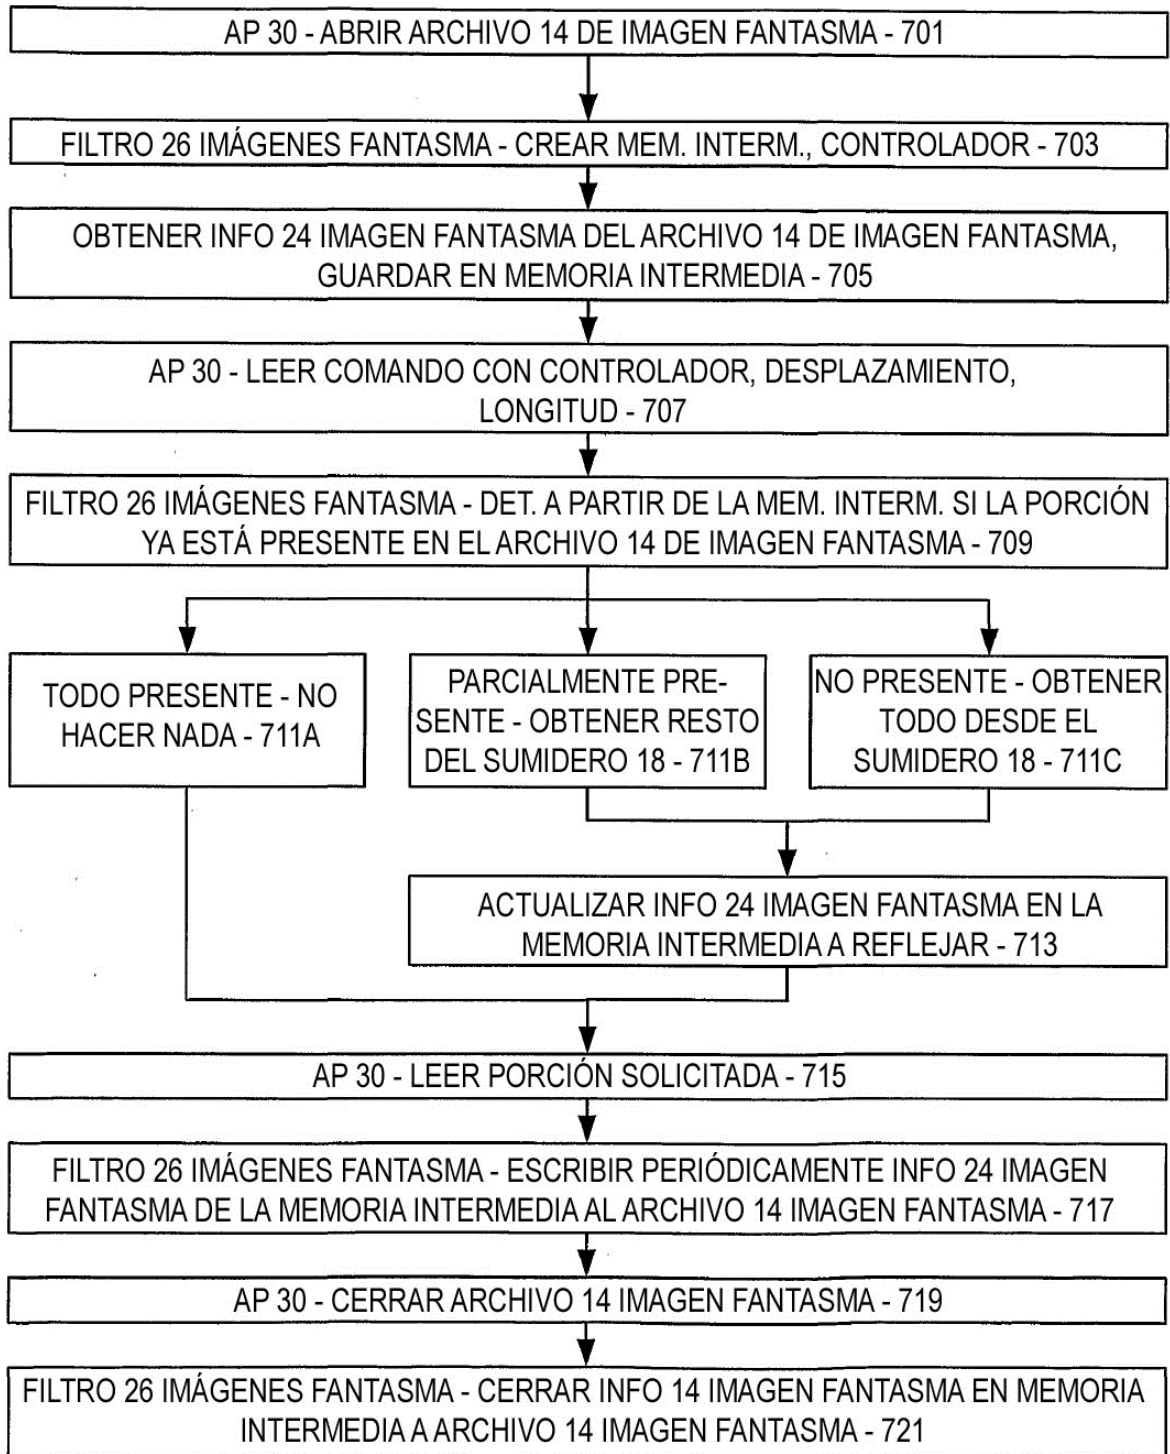 AP 30 - ABRIR ARCHIVO 14 DE IMAGEN FANTASMA - 701
FILTRO 26 IMÁGENES FANTASMA - CREAR MEM. INTERM., CONTROLADOR - 703
OBTENER INFO 24 IMAGEN FANTASMA DEL ARCHIVO 14 DE IMAGEN FANTASMA,
GUARDAR EN MEMORIA INTERMEDIA - 705
AP 30 - LEER COMANDO CON CONTROLADOR, DESPLAZAMIENTO,
LONGITUD - 707
FILTRO 26 IMÁGENES FANTASMA - DET. A PARTIR DE LA MEM. INTERM. SI LA PORCIÓN
YA ESTÁ PRESENTE EN EL ARCHIVO 14 DE IMAGEN FANTASMA - 709
TODO PRESENTE - NO
HACER NADA - 711A
PARCIALMENTE PRE-
SENTE - OBTENER RESTO
DEL SUMIDERO 18 - 711B
NO PRESENTE - OBTENER
TODO DESDE EL
SUMIDERO 18 - 711C
ACTUALIZAR INFO 24 IMAGEN FANTASMA EN LA
MEMORIA INTERMEDIA A REFLEJAR - 713
AP 30 - LEER PORCIÓN SOLICITADA - 715
FILTRO 26 IMÁGENES FANTASMA - ESCRIBIR PERIÓDICAMENTE INFO 24 IMAGEN
FANTASMA DE LA MEMORIA INTERMEDIA AL ARCHIVO 14 IMAGEN FANTASMA - 717
AP 30 - CERRAR ARCHIVO 14 IMAGEN FANTASMA - 719
FILTRO 26 IMÁGENES FANTASMA - CERRAR INFO 14 IMAGEN FANTASMA EN MEMORIA
INTERMEDIA A ARCHIVO 14 IMAGEN FANTASMA - 721